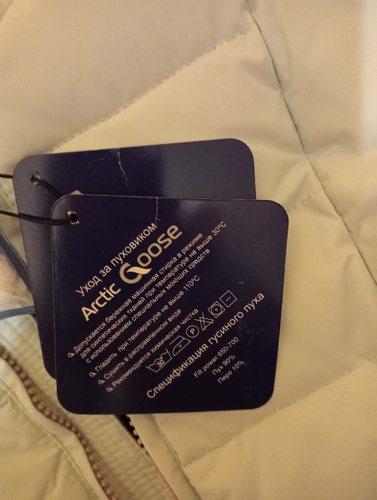 Уход за пуховиком
Arctic Goose
Допускается бережная машинная стирка в режиме
для синтетических тканей при температуре не выше 30°С
с использованием специальных моющих средств
Гладить при температуре не выше 110°С
Сушить в расправленном виде
Рекомендуется химическая чистка
30 P
Спецификация гусиного пуха
Fill power 650-700
Пух 90%
Перо 10%